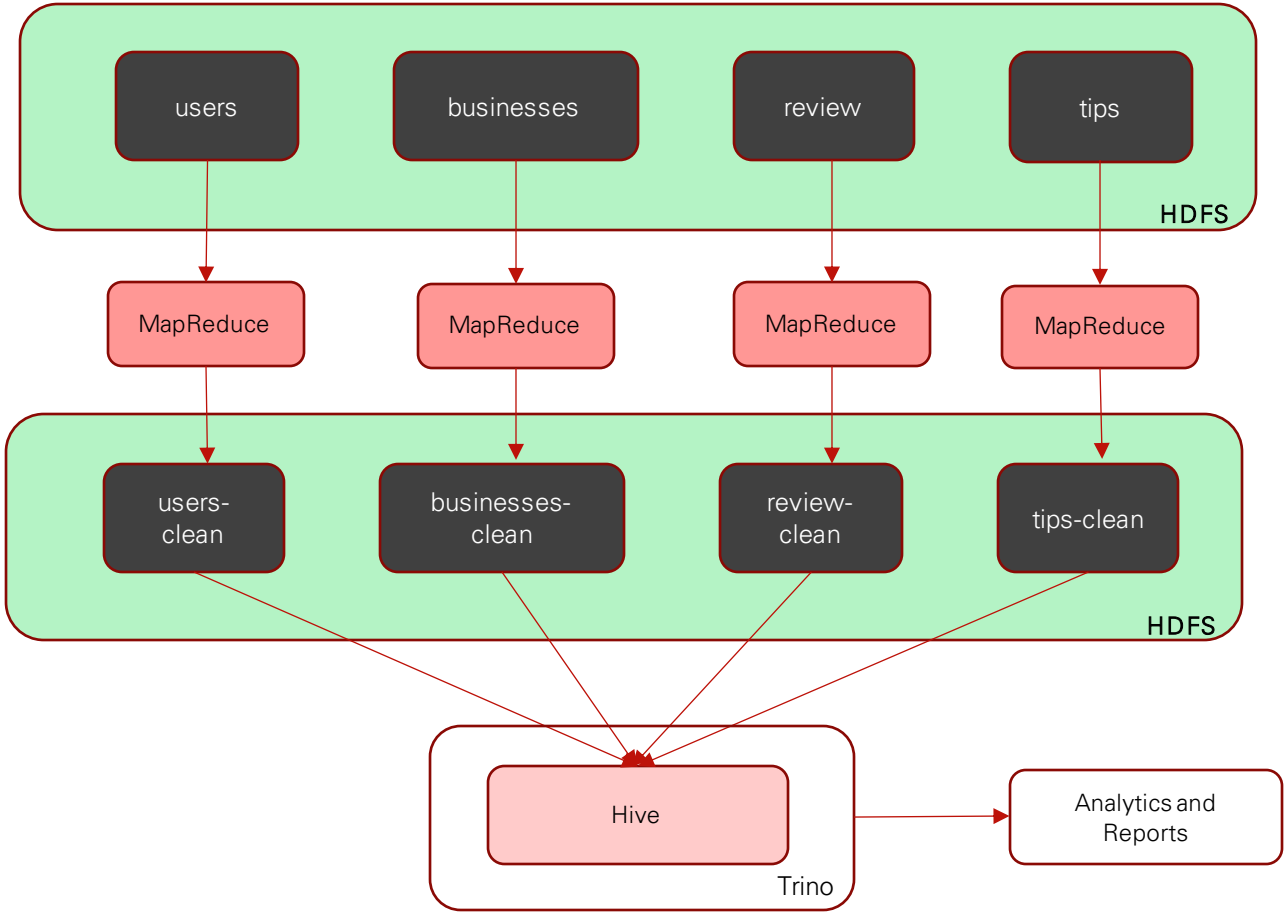 users
businesses
review
tips
HDFS
MapReduce
MapReduce
MapReduce
MapReduce
users-
clean
businesses-
clean
review-
clean
tips-clean
HDFS
Hive
Trino
Analytics and
Reports